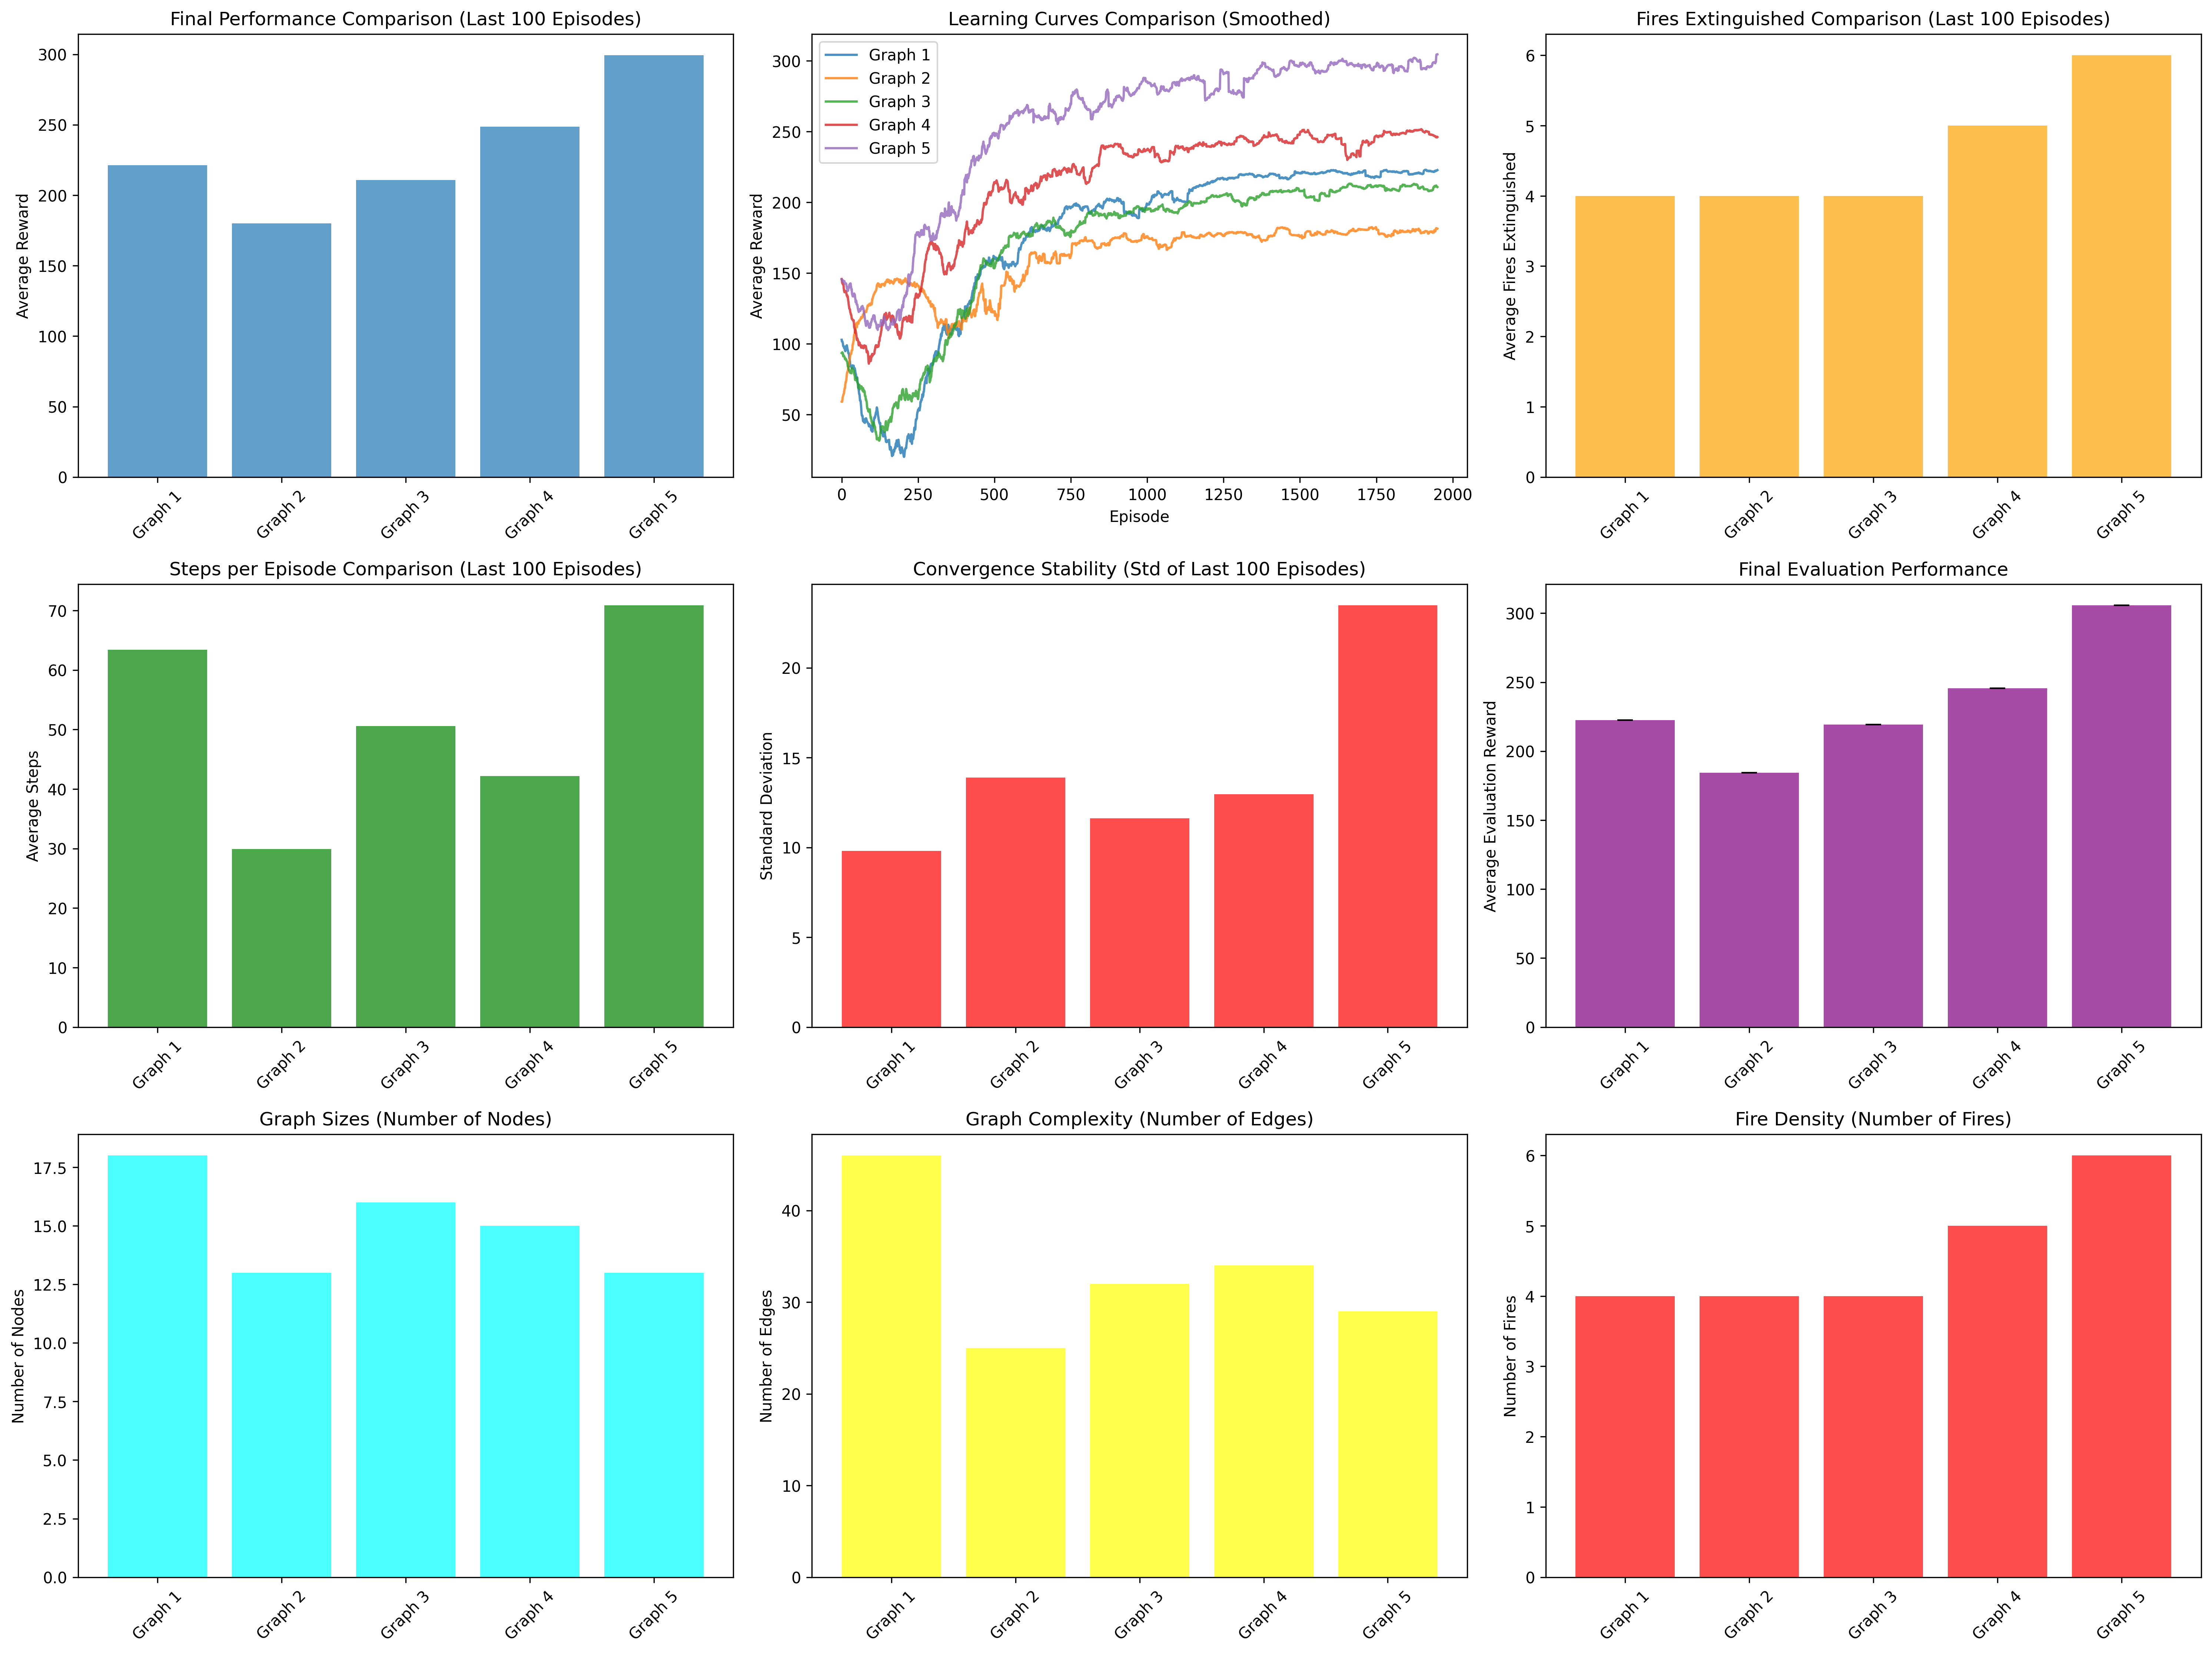 Final Performance Comparison (Last 100 Episodes)
Average Reward
300
250
200
150
100
50
0
Graph 1
Graph 2
Graph 3
Graph 4
Graph 5
Learning Curves Comparison (Smoothed)
Average Reward
300
250
200
150
100
50
Graph 1
Graph 2
Graph 3
Graph 4
Graph 5
0 250 500 750 1000 1250 1500 1750 2000
Episode
Fires Extinguished Comparison (Last 100 Episodes)
Average Fires Extinguished
6
5
4
3
2
1
0
Graph 1
Graph 2
Graph 3
Graph 4
Graph 5
Steps per Episode Comparison (Last 100 Episodes)
Average Steps
70
60
50
40
30
20
10
0
Graph 1
Graph 2
Graph 3
Graph 4
Graph 5
Convergence Stability (Std of Last 100 Episodes)
Standard Deviation
20
15
10
5
0
Graph 1
Graph 2
Graph 3
Graph 4
Graph 5
Final Evaluation Performance
Average Evaluation Reward
300
250
200
150
100
50
0
Graph 1
Graph 2
Graph 3
Graph 4
Graph 5
Graph Sizes (Number of Nodes)
Number of Nodes
17.5
15.0
12.5
10.0
7.5
5.0
2.5
0.0
Graph 1
Graph 2
Graph 3
Graph 4
Graph 5
Graph Complexity (Number of Edges)
Number of Edges
40
30
20
10
0
Graph 1
Graph 2
Graph 3
Graph 4
Graph 5
Fire Density (Number of Fires)
Number of Fires
6
5
4
3
2
1
0
Graph 1
Graph 2
Graph 3
Graph 4
Graph 5